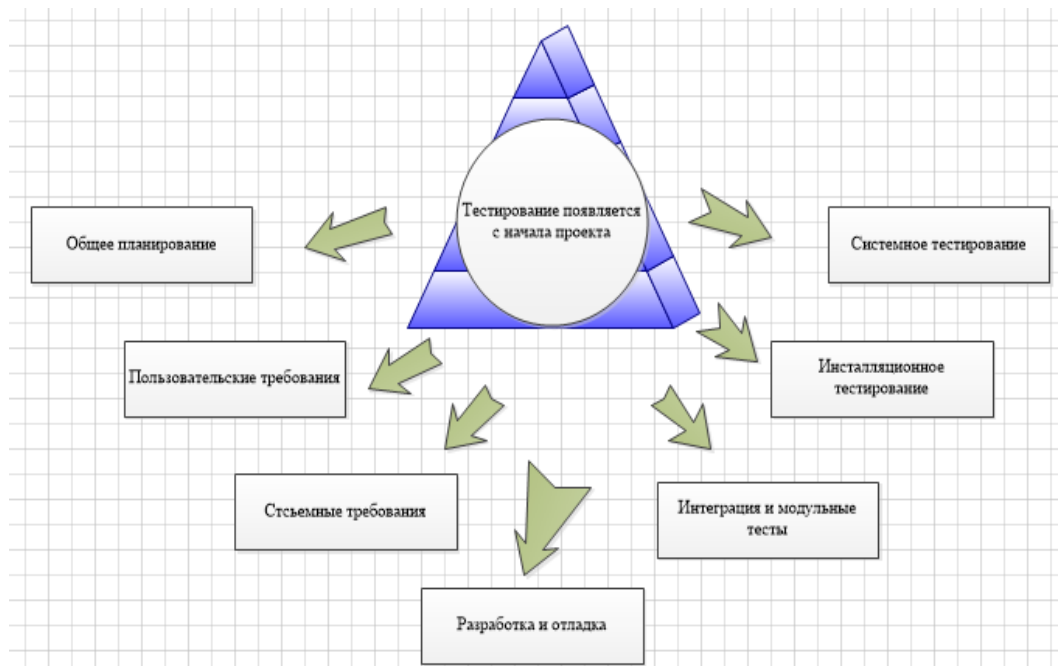 Тестирование появляется
с начала проекта
Общее планирование
Системное тестирование
Пользовательские требования
Инсталляционное
тестирование
Стсьемные требования
Интеграция и модульные
тесты
Разработка и отладка